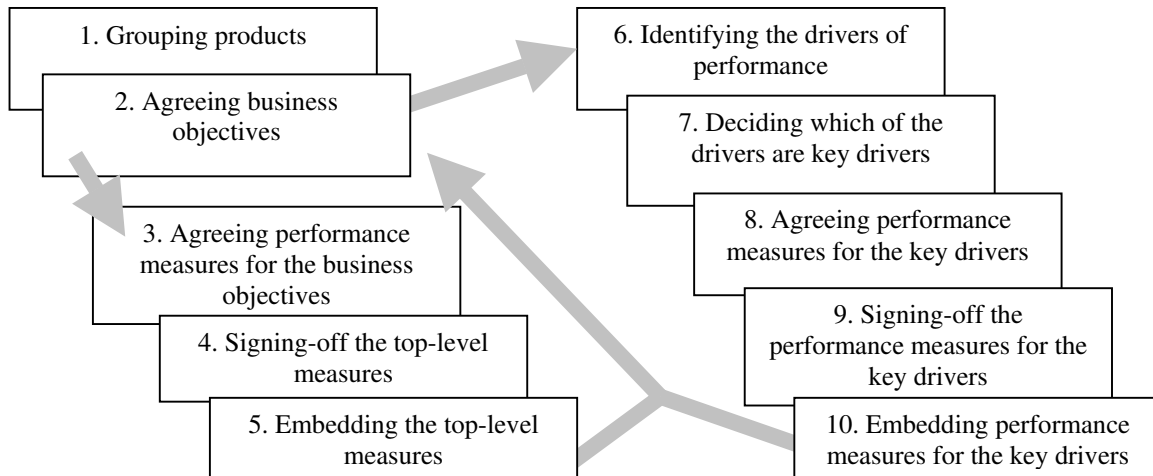 1. Grouping products
2. Agreeing business
objectives
3. Agreeing performance
measures for the business
objectives
4. Signing-off the top-level
measures
5. Embedding the top-level
measures
6. Identifying the drivers of
performance
7. Deciding which of the
drivers are key drivers
8. Agreeing performance
measures for the key drivers
9. Signing-off the
performance measures for the
key drivers
10. Embedding performance
measures for the key drivers